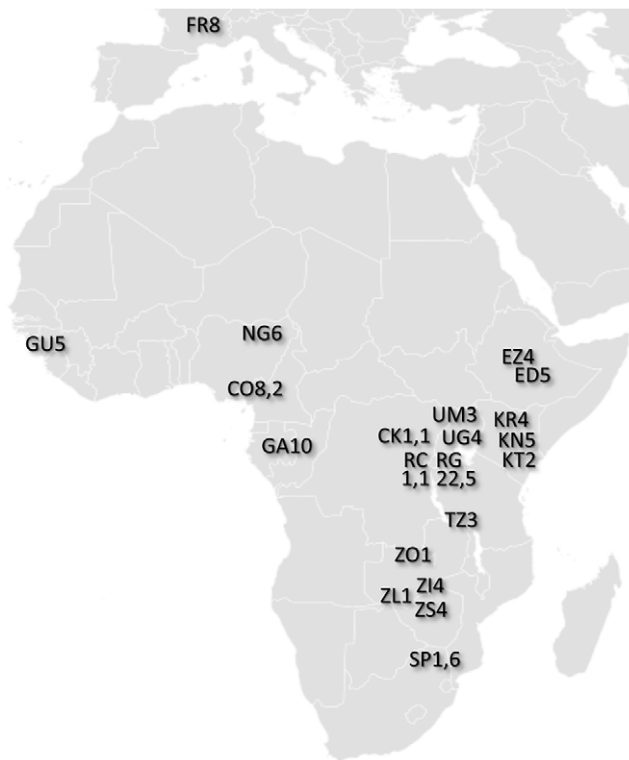 FR8
GU5
NG6
EZ4
ED5
CO8,2
UM3
KR4
CK1,1
UG4
KN5
GA10
RC
RG
KT2
1,1
22,5
TZ3
ZO1
ZI4
ZL1
ZS4
SP1,6